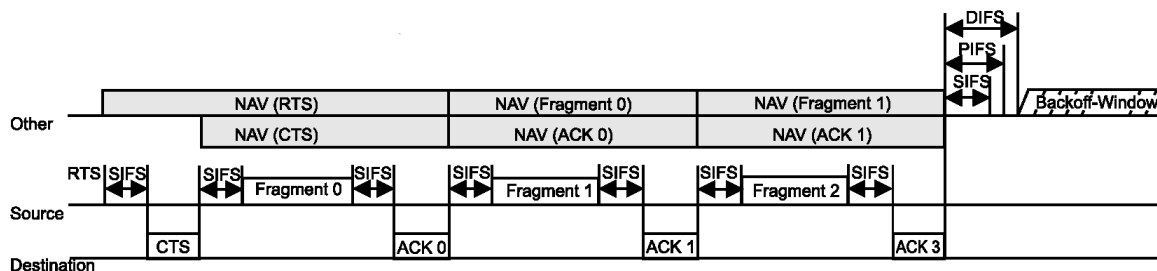 DIFS
PIFS
SIFS
NAV (RTS) NAV (Fragment 0) NAV (Fragment 1) Backoff-Window
Other
NAV (CTS) NAV (ACK 0) NAV (ACK 1)
RTS SIFS SIFS SIFS SIFS SIFS SIFS SIFS
Fragment 0 Fragment 1 Fragment 2
Source
CTS ACK 0 ACK 1 ACK 3
Destination